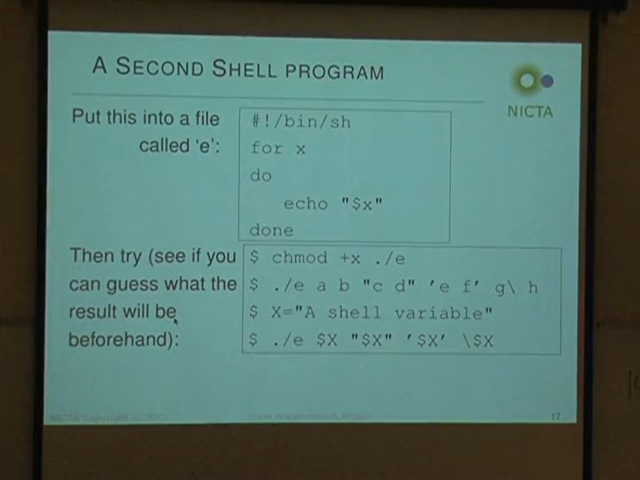 A SECOND SHELL PROGRAM
NICTA
Put this into a file
called 'e':
#!/bin/sh
for x
do
echo "$x"
done
Then try (see if you
can guess what the
result will be
beforehand):
$ chmod +x ./e
$ ./e a b "c d" 'e f' g\ h
$ X="A shell variable"
$ ./e $X "$X" '$X' \$X
17